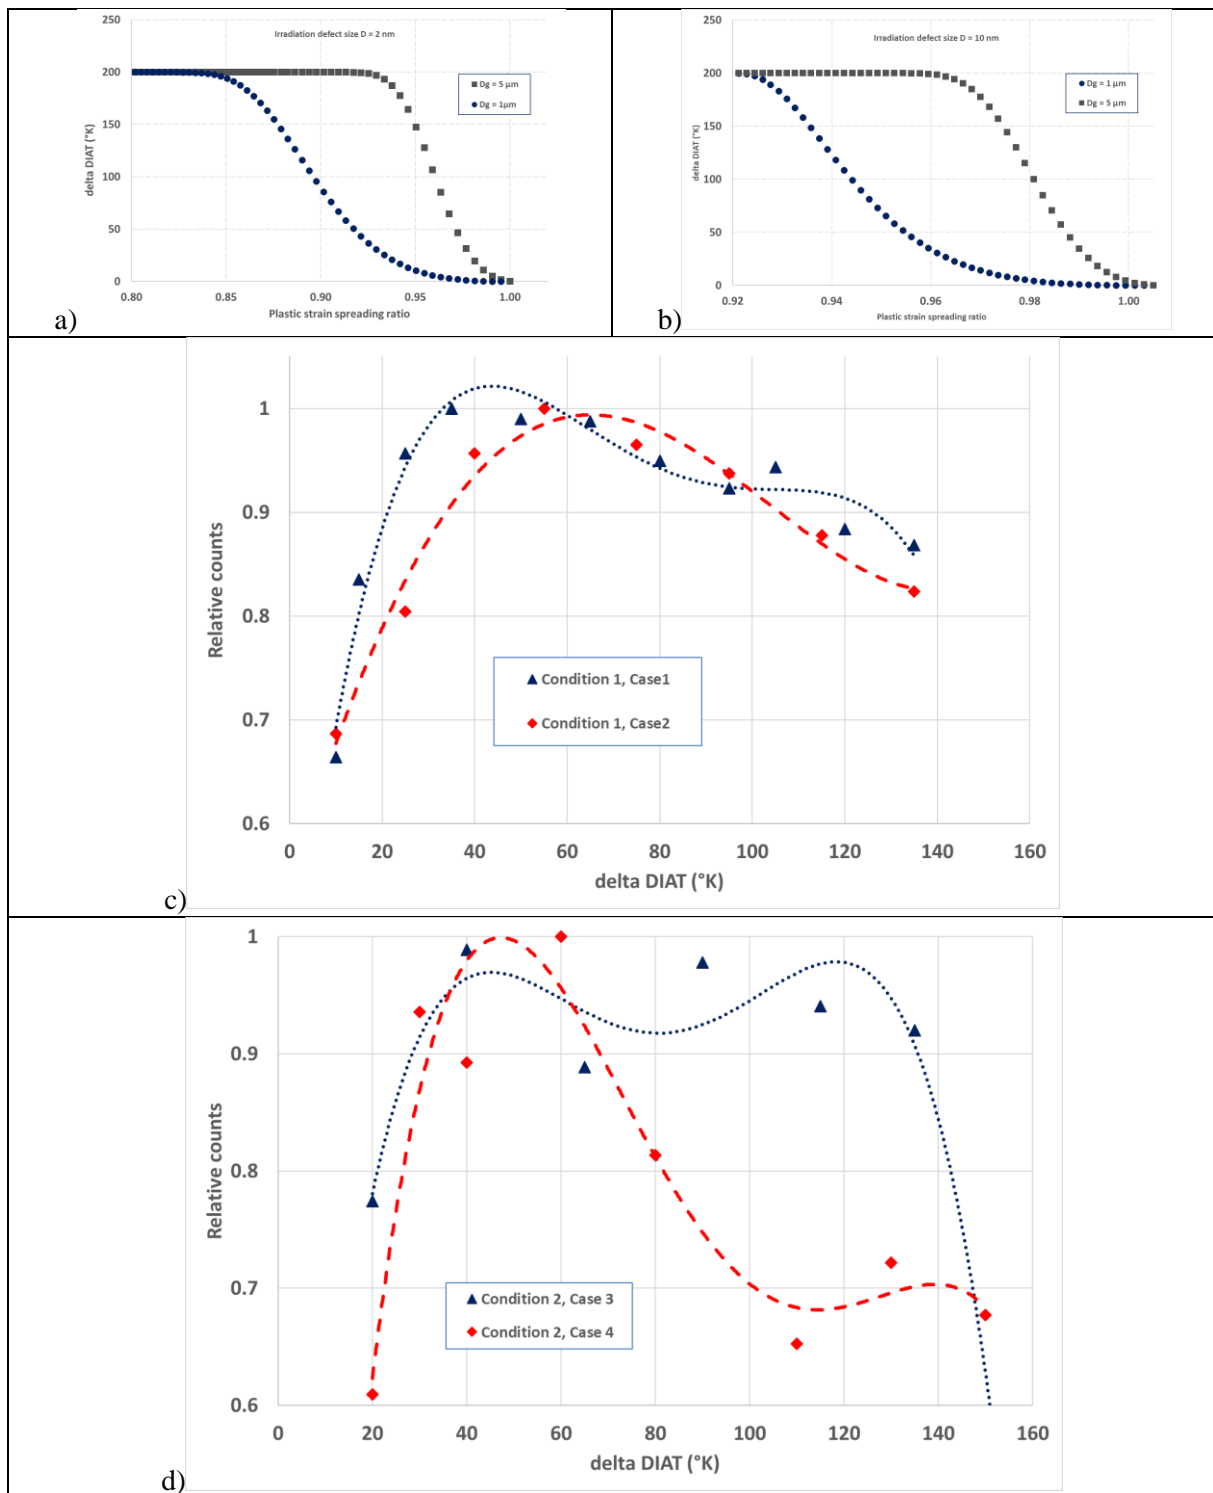 250
200
150
100
50
0
delta DIAT (°K)
Irradiation defect size D = 2 nm
Dg = 5 µm
Dg = 1µm
0.80 0.85 0.90 0.95 1.00
Plastic strain spreading ratio
a)
250
200
150
100
50
0
delta DIAT (°K)
Irradiation defect size D = 10 nm
Dg = 1 µm
Dg = 5 µm
0.92 0.94 0.96 0.98 1.00
Plastic strain spreading ratio
b)
1
0.9
0.8
0.7
0.6
Relative counts
Condition 1, Case1
Condition 1, Case2
0 20 40 60 80 100 120 140 160
delta DIAT (°K)
c)
1
0.9
0.8
0.7
0.6
Relative counts
Condition 2, Case 3
Condition 2, Case 4
0 20 40 60 80 100 120 140 160
delta DIAT (°K)
d)